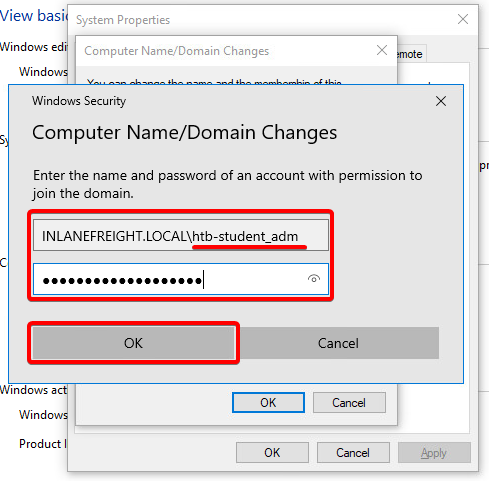 View basi
System Properties
Windows edi
Computer Name/Domain Changes
emote
Windows
You can change the name and the membership of this
Windows Security
Computer Name/Domain Changes
Sy
pr
Enter the name and password of an account with permission to
join the domain.
INLANEFREIGHT.LOCAL\htb-student_adm
●●●●●●●●●●●●●●●●●●●
C
OK
Cancel
Windows act
OK
Cancel
Windows
Product I
OK
Cancel
Apply